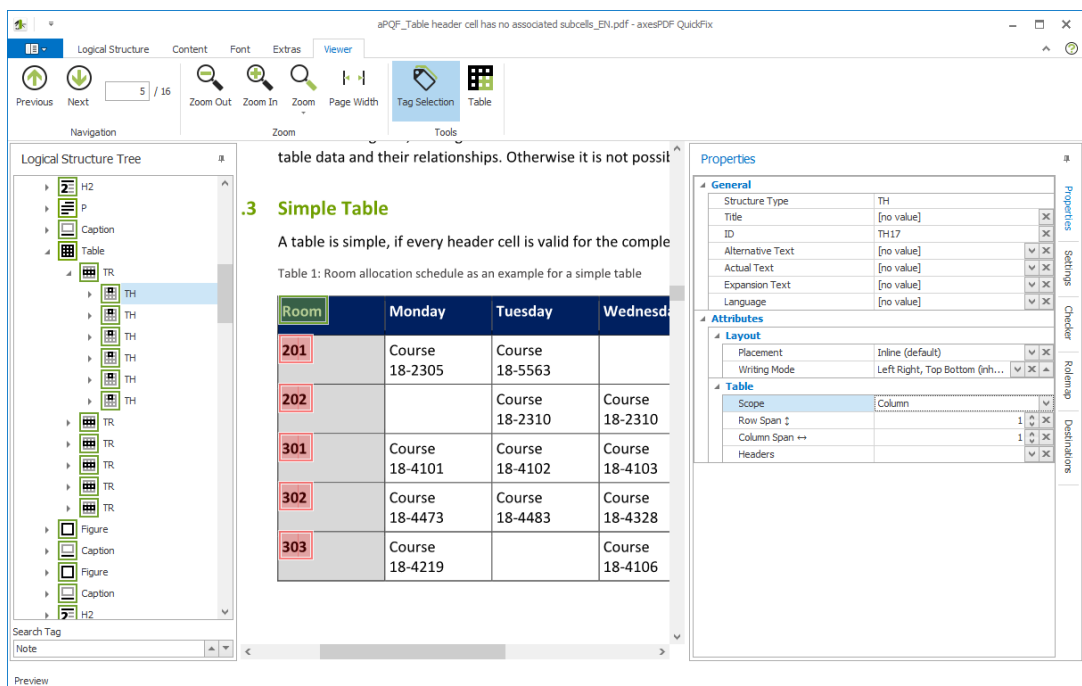 aPQF_Table header cell has no associated subcells_EN.pdf - axesPDF QuickFix
Logical Structure Content Font Extras Viewer
Previous Next 5 / 16 Zoom Out Zoom In Zoom Page Width Tag Selection Table
Navigation Zoom Tools
Logical Structure Tree
H2
P
Caption
Table
TR
TH
TH
TH
TH
TH
TH
TR
TR
TR
TR
TR
Figure
Caption
Figure
Caption
H2
Search Tag
Note
Preview
table data and their relationships. Otherwise it is not possib
.3 Simple Table
A table is simple, if every header cell is valid for the comple
Table 1: Room allocation schedule as an example for a simple table
Room Monday Tuesday Wednesda
201 Course 18-2305 Course 18-5563
202 Course 18-2310 Course 18-2310
301 Course 18-4101 Course 18-4102 Course 18-4103
302 Course 18-4473 Course 18-4483 Course 18-4328
303 Course 18-4219 Course 18-4106
Properties
General
Structure Type TH
Title [no value]
ID TH17
Alternative Text [no value]
Actual Text [no value]
Expansion Text [no value]
Language [no value]
Attributes
Layout
Placement Inline (default)
Writing Mode Left Right, Top Bottom (inh...
Table
Scope Column
Row Span ↕ 1
Column Span ↔ 1
Headers
Properties
Settings
Checker
Rolemap
Destinations